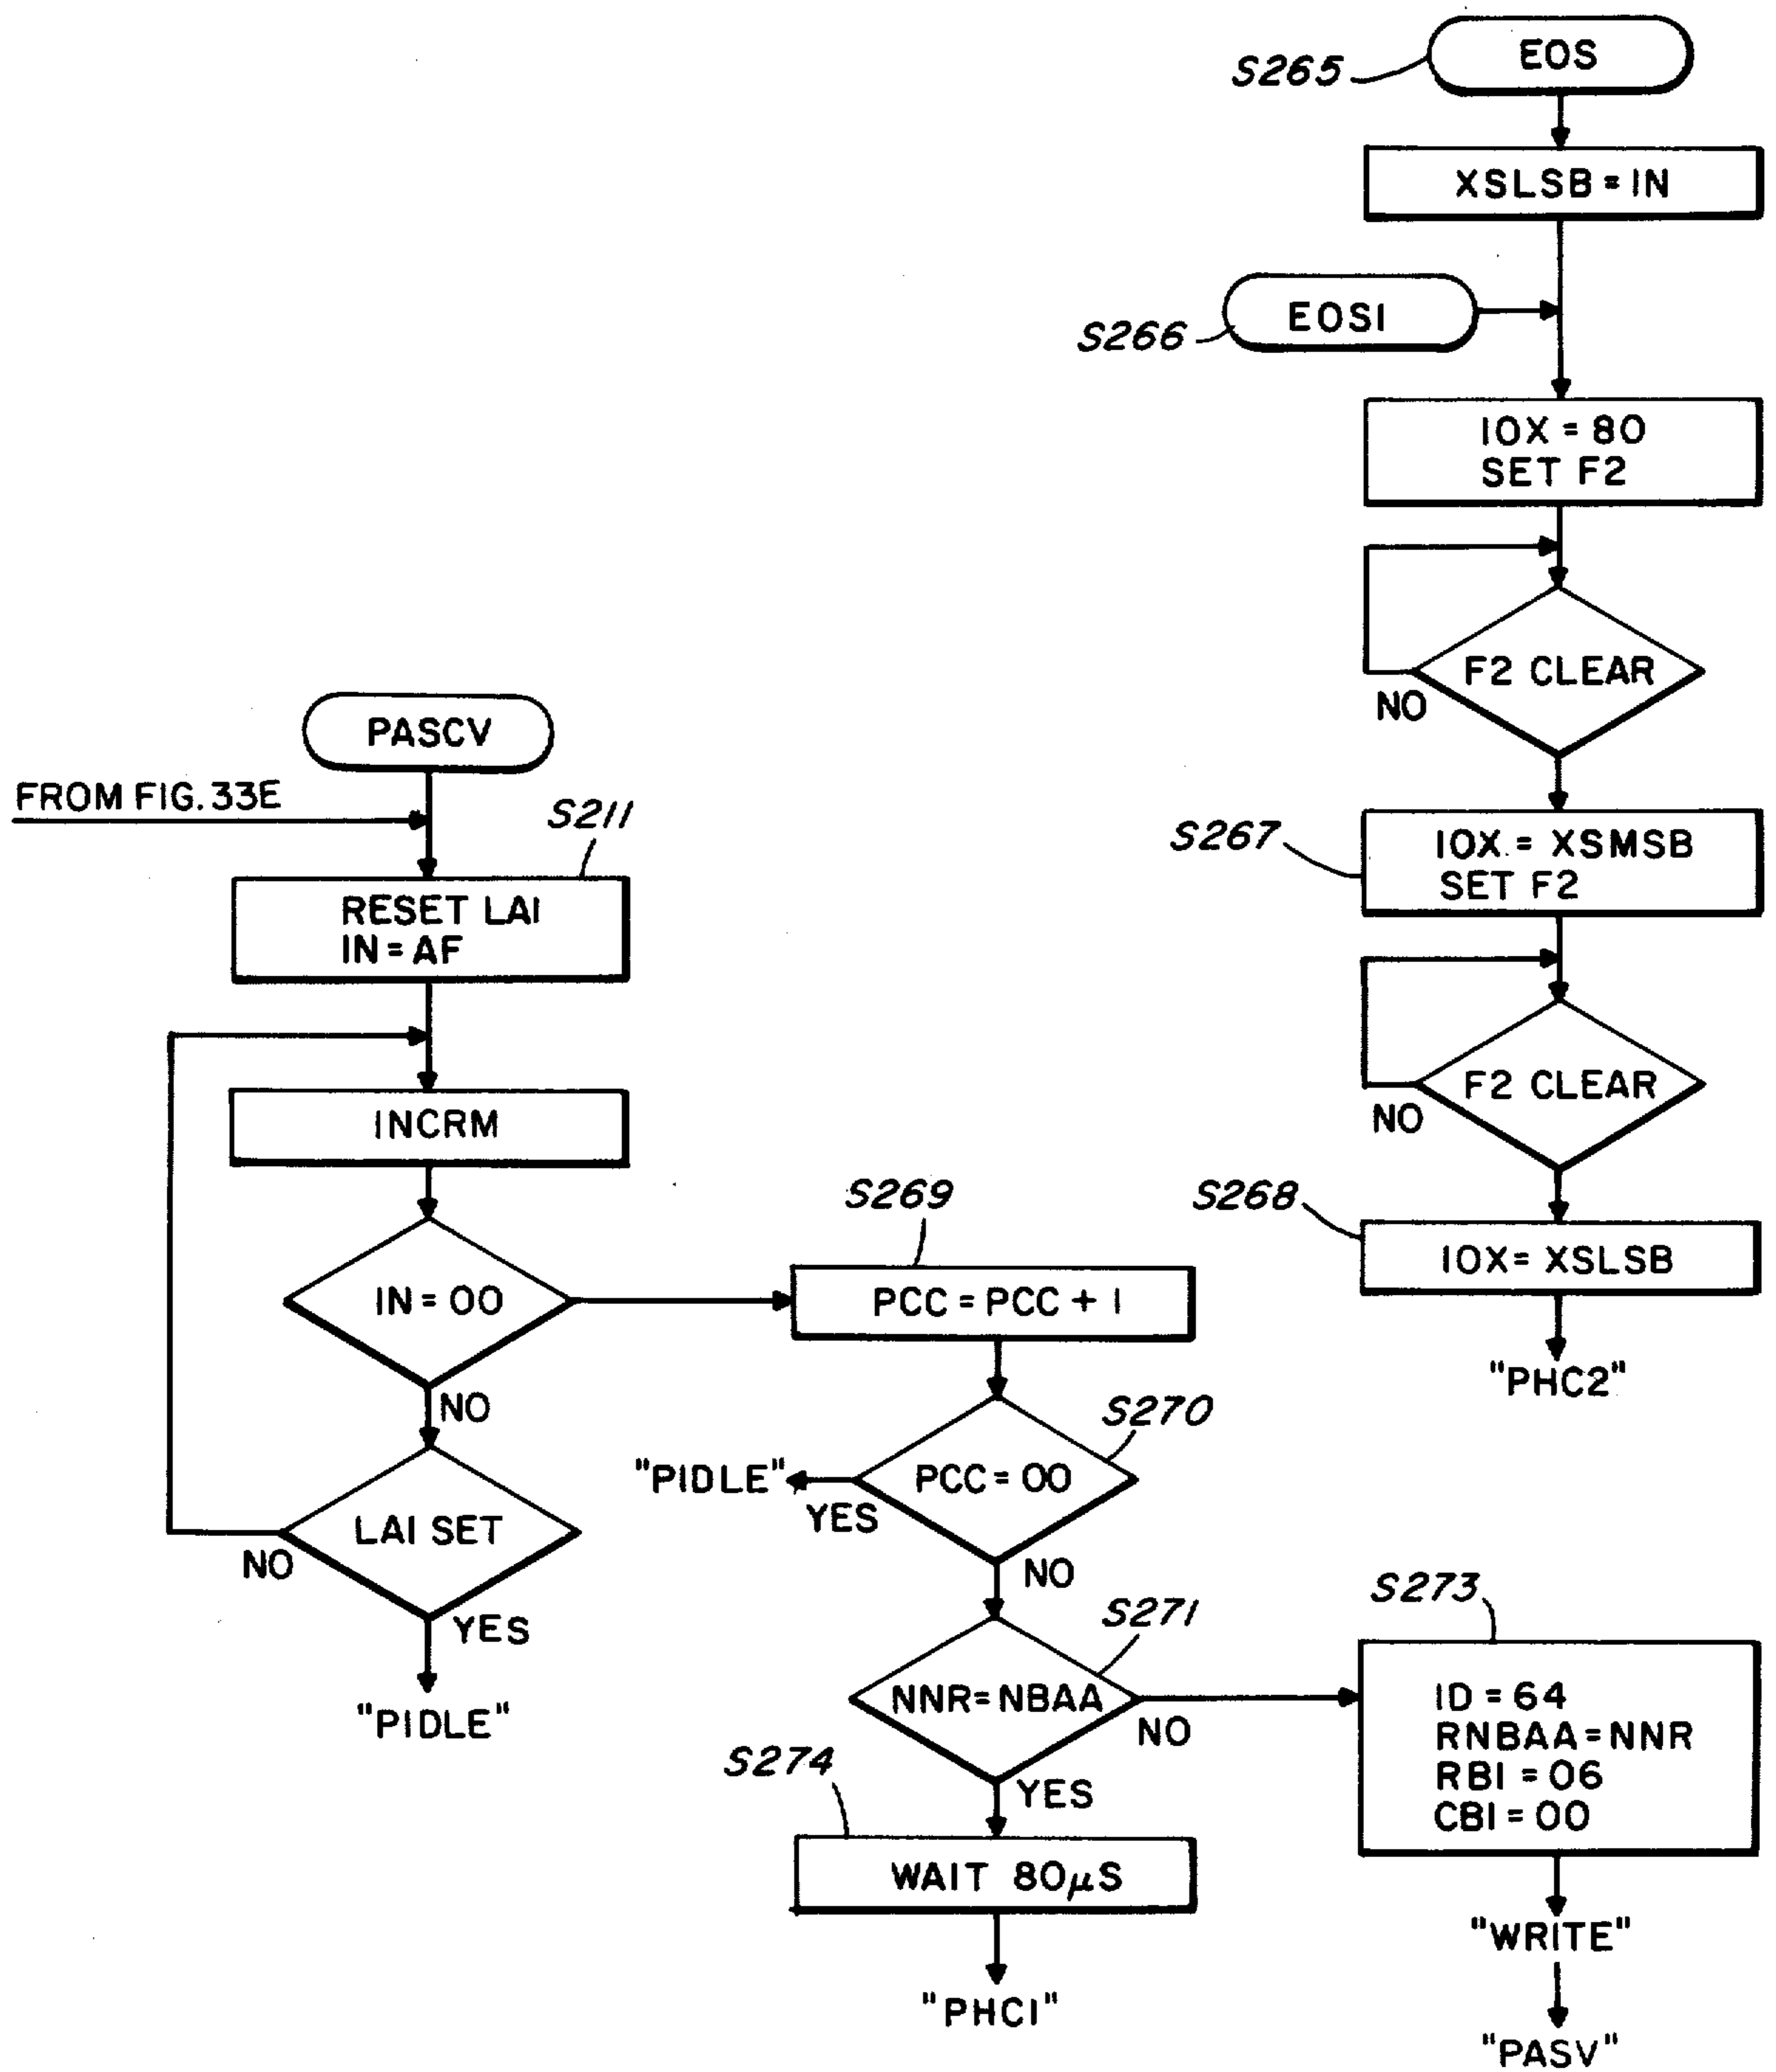 S265
EOS
XSLSB = IN
S266
EOS1
IOX = 80
SET F2
F2 CLEAR
NO
S267
IOX = XSMSB
SET F2
F2 CLEAR
NO
S268
IOX = XSLSB
"PHC2"
PASCV
FROM FIG. 33E
S211
RESET LAI
IN = AF
INCRM
IN = 00
NO
LAI SET
NO
YES
"PIDLE"
S269
PCC = PCC + 1
S270
PCC = 00
"PIDLE"
YES
NO
S271
NNR = NBAA
NO
YES
S274
WAIT 80μS
"PHC1"
S273
ID = 64
RNBAA = NNR
RBI = 06
CBI = 00
"WRITE"
"PASV"